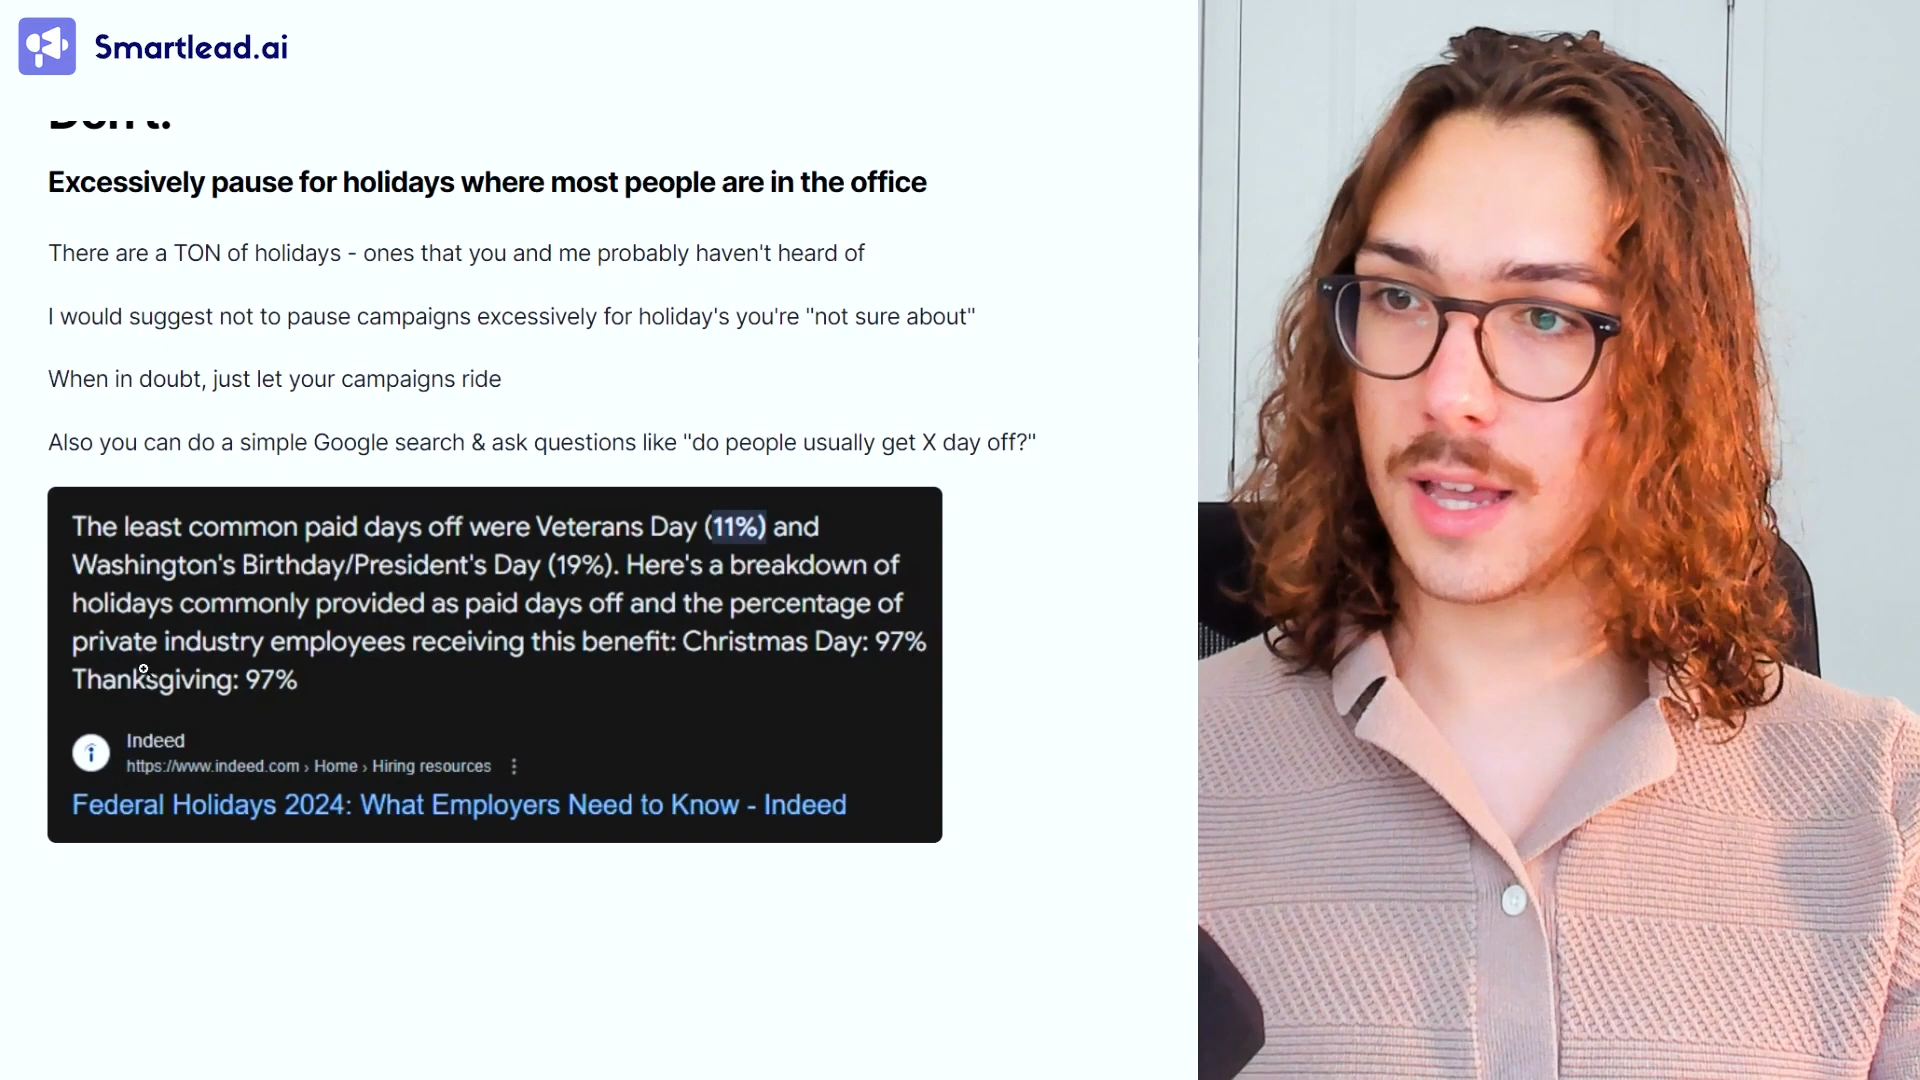 Smartlead.ai
Don't:
Excessively pause for holidays where most people are in the office
There are a TON of holidays - ones that you and me probably haven't heard of
I would suggest not to pause campaigns excessively for holiday's you're "not sure about"
When in doubt, just let your campaigns ride
Also you can do a simple Google search & ask questions like "do people usually get X day off?"
The least common paid days off were Veterans Day (11%) and
Washington's Birthday/President's Day (19%). Here's a breakdown of
holidays commonly provided as paid days off and the percentage of
private industry employees receiving this benefit: Christmas Day: 97%
Thanksgiving: 97%
Indeed
https://www.indeed.com › Home › Hiring resources
Federal Holidays 2024: What Employers Need to Know - Indeed